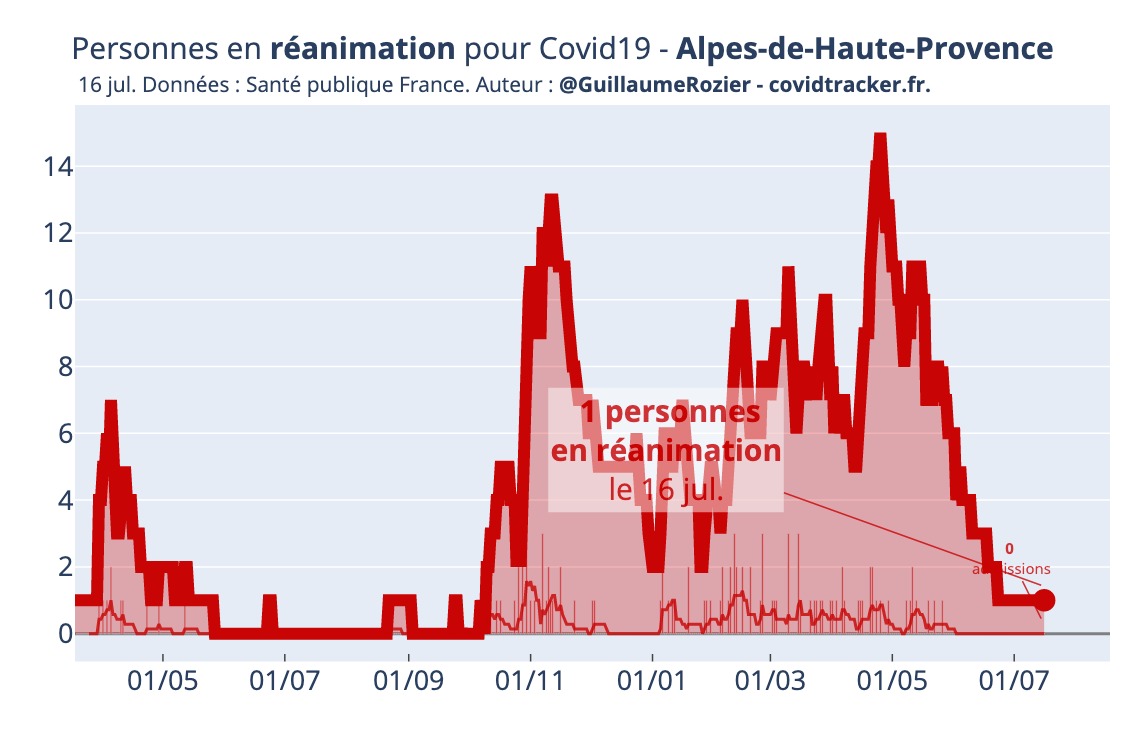 Personnes en réanimation pour Covid19 - Alpes-de-Haute-Provence
16 jul. Données : Santé publique France. Auteur : @GuillaumeRozier - covidtracker.fr.
14
12
10
8
6
4
2
0
1 personnes
en réanimation
le 16 jul.
0
admissions
01/05
01/07
01/09
01/11
01/01
01/03
01/05
01/07